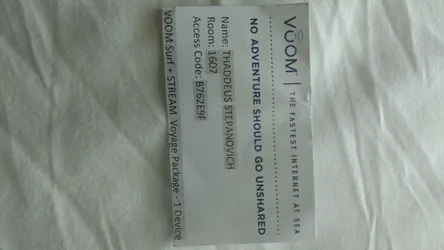 VOOM
THE FASTEST INTERNET AT SEA
NO ADVENTURE SHOULD GO UNSHARED
Name: THADDEUS STEPANOVICH
Room: 1607
Access Code: B762E9F
VOOM Surf + STREAM Voyage Package - 1 Device